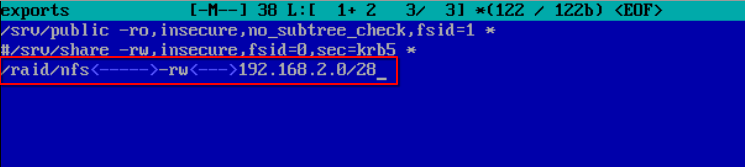 exports [-M--] 38 L:[ 1+ 2 3/ 3] *(122 / 122b) <EOF>
/srv/public -ro,insecure,no_subtree_check,fsid=1 *
#/srv/share -rw,insecure,fsid=0,sec=krb5 *
/raid/nfs<----->-rw<--->192.168.2.0/28_